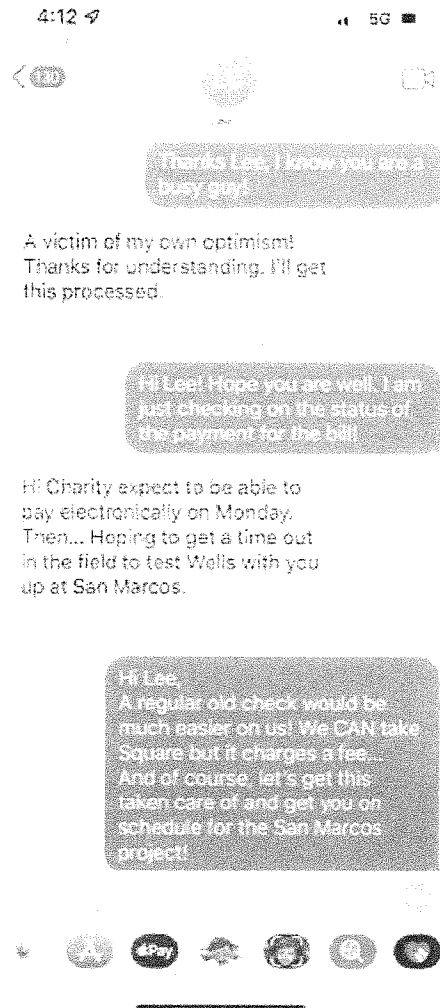 4:12
5G
Thanks Lee, I know you are a
busy guy!
A victim of my own optimism!
Thanks for understanding. I'll get
this processed.
Hi Lee! Hope you are well. I am
just checking on the status of
the payment for the bill!
Hi Charity expect to be able to
pay electronically on Monday.
Then... Hoping to get a time out
in the field to test Wells with you
up at San Marcos.
Hi Lee,
A regular old check would be
much easier on us! We CAN take
Square but it charges a fee...
And of course, let's get this
taken care of and get you on
schedule for the San Marcos
project!
Pay